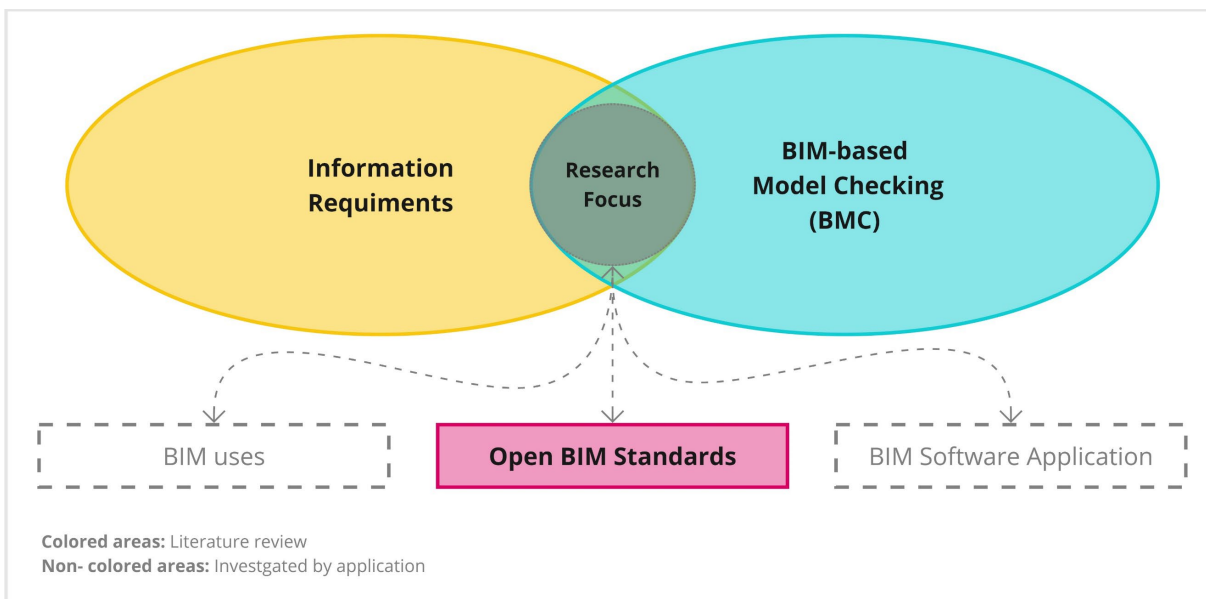 Information
Requiments
Research
Focus
BIM-based
Model Checking
(BMC)
BIM uses
Open BIM Standards
BIM Software Application
Colored areas: Literature review
Non- colored areas: Investgated by application